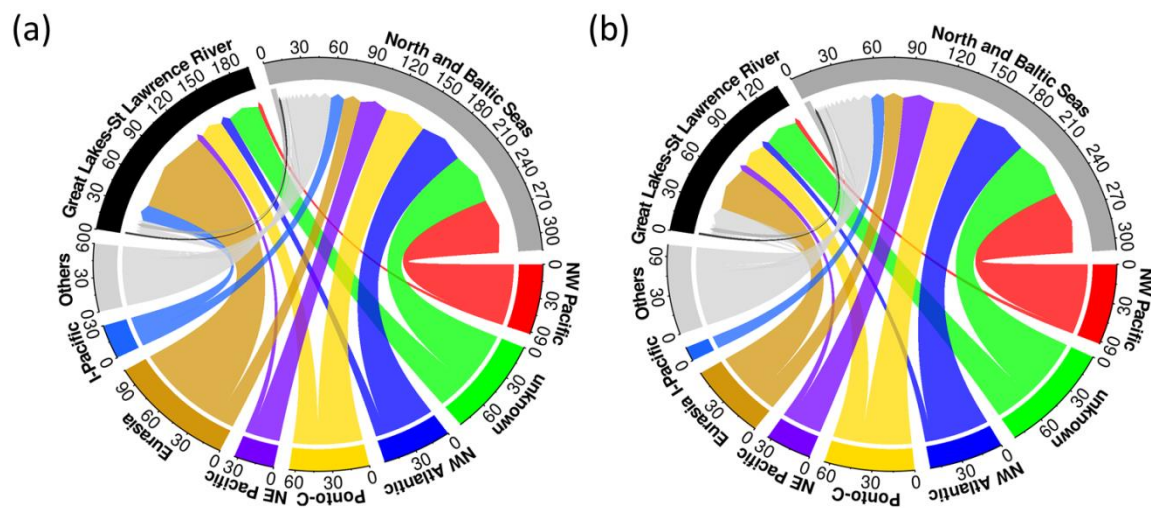 (a)
Great Lakes-St Lawrence River
0 30 60 90 120 150 180
North and Baltic Seas
0 30 60 90 120 150 180 210 240 270 300
NW Pacific
0 30 60
unknown
0 30 60
NW Atlantic
0 30
Ponto-C
0 30 60
NE Pacific
0 30
Eurasia
0 30 60 90
I-Pacific
0 30
Others
0 30 60
(b)
Great Lakes-St Lawrence River
0 30 60 90 120
North and Baltic Seas
0 30 60 90 120 150 180 210 240 270 300
NW Pacific
0 30 60
unknown
0 30 60
NW Atlantic
0 30
Ponto-C
0 30 60
NE Pacific
0
Eurasia
0 30
I-Pacific
0
Others
0 30 60